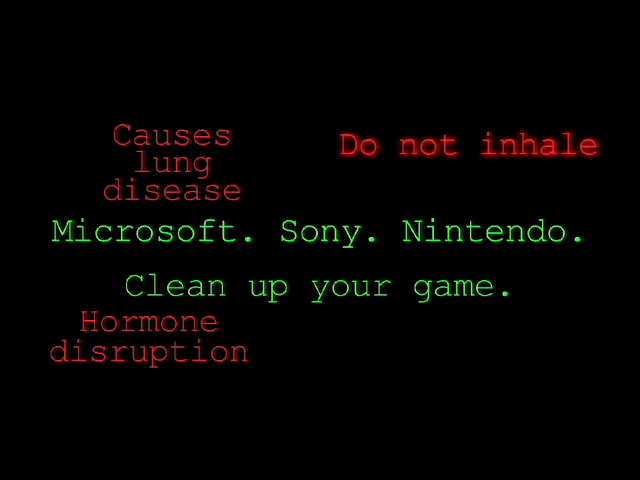 Causes
lung
disease
Do not inhale
Microsoft. Sony. Nintendo.
Clean up your game.
Hormone
disruption